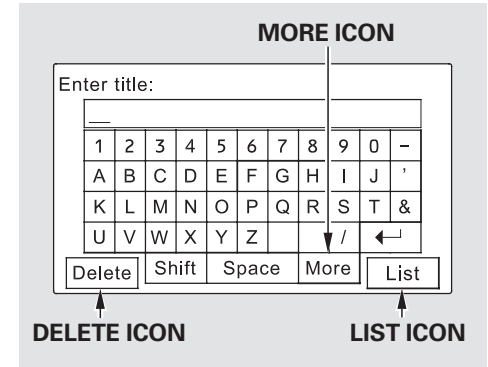 MORE ICON
Enter title:
1 2 3 4 5 6 7 8 9 0 –
A B C D E F G H I J ’
K L M N O P Q R S T &
U V W X Y Z /
Delete Shift Space More List
DELETE ICON LIST ICON